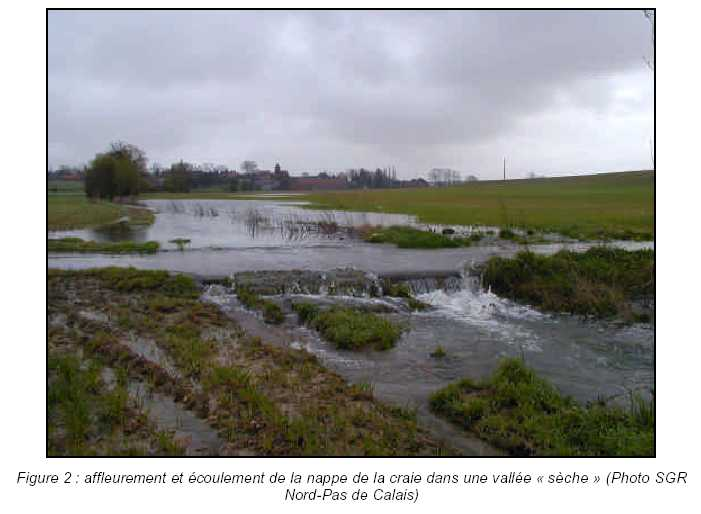 Figure 2 : affleurement et écoulement de la nappe de la craie dans une vallée « sèche » (Photo SGR
Nord-Pas de Calais)